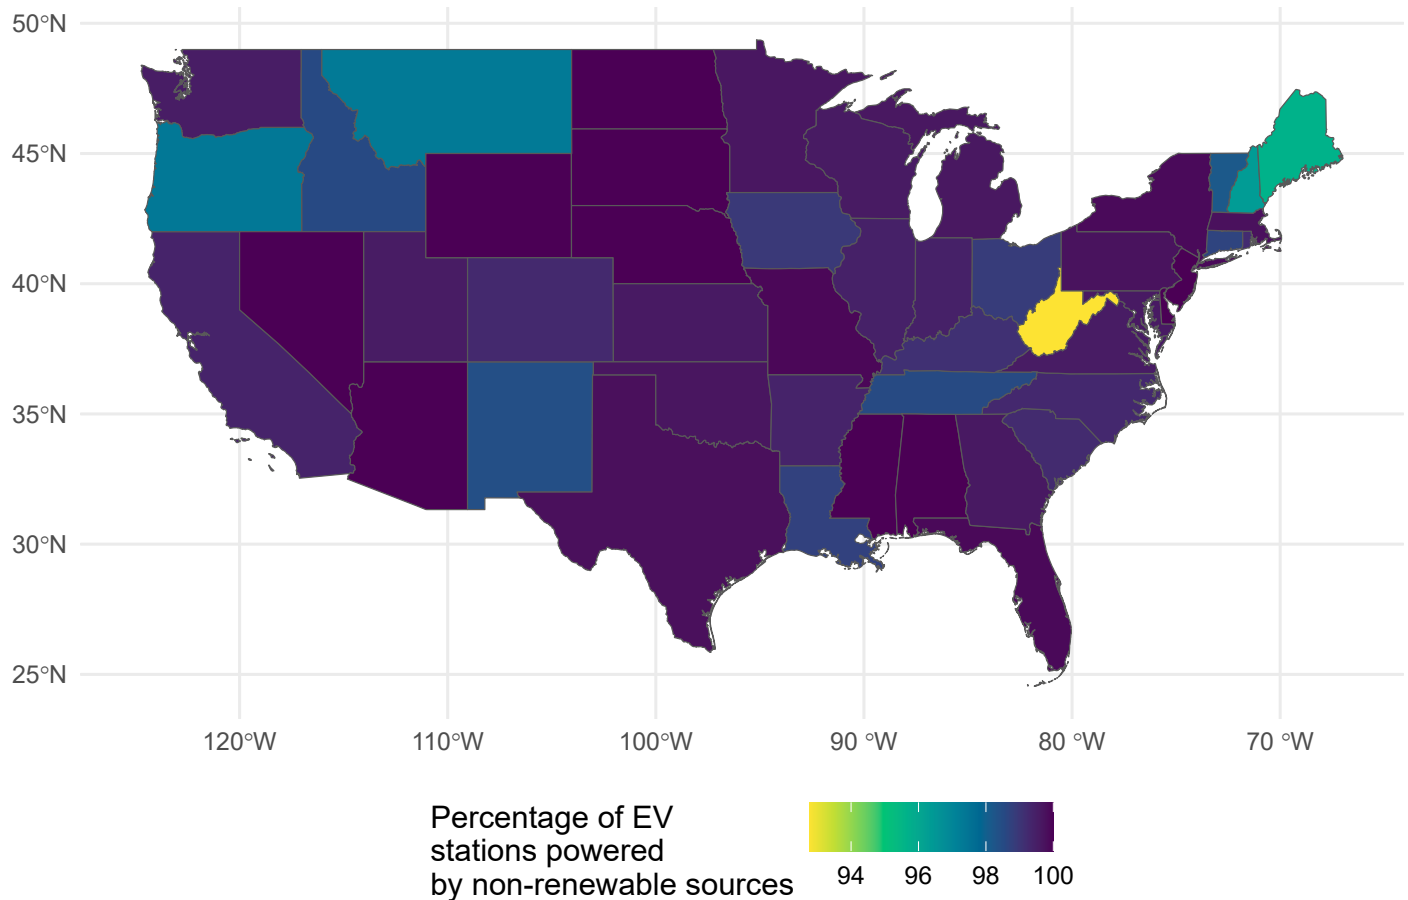 50°N
45°N
40°N
35°N
30°N
25°N
120°W 110°W 100°W 90 °W 80 °W 70 °W
Percentage of EV
stations powered
by non-renewable sources
94 96 98 100